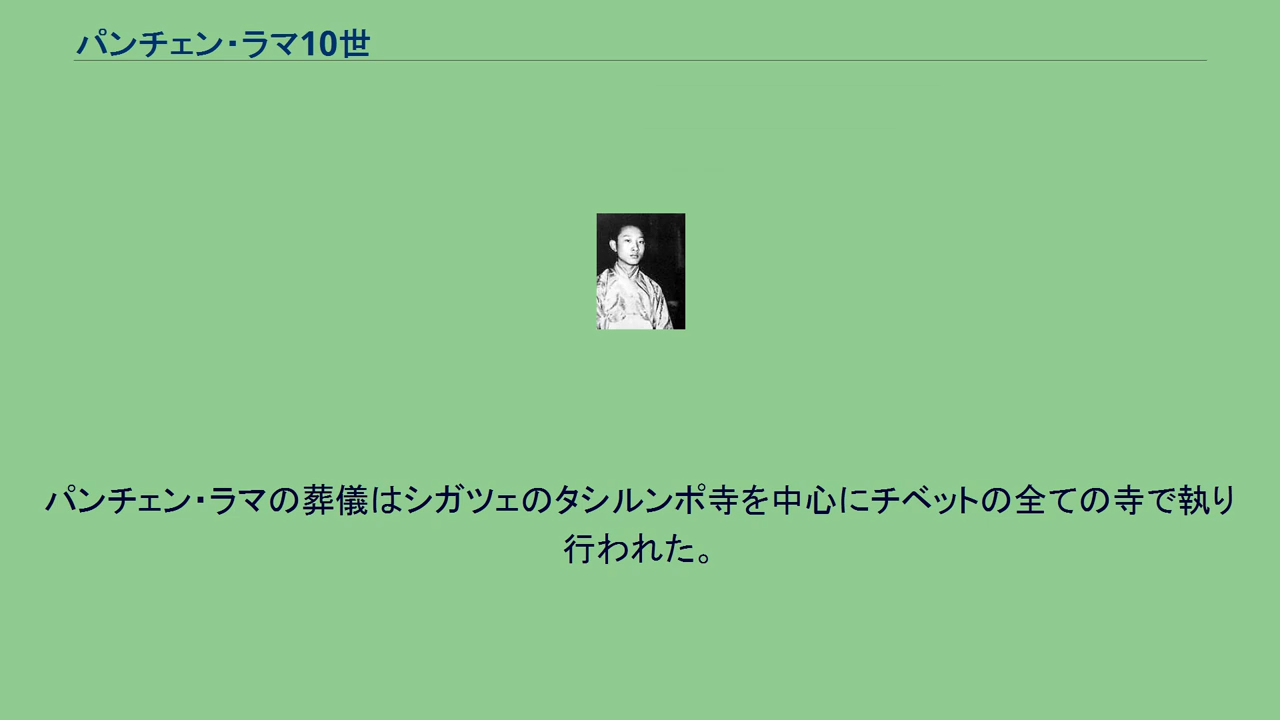 パンチェン・ラマ10世
パンチェン・ラマの葬儀はシガツェのタシルンポ寺を中心にチベットの全ての寺で執り
行われた。